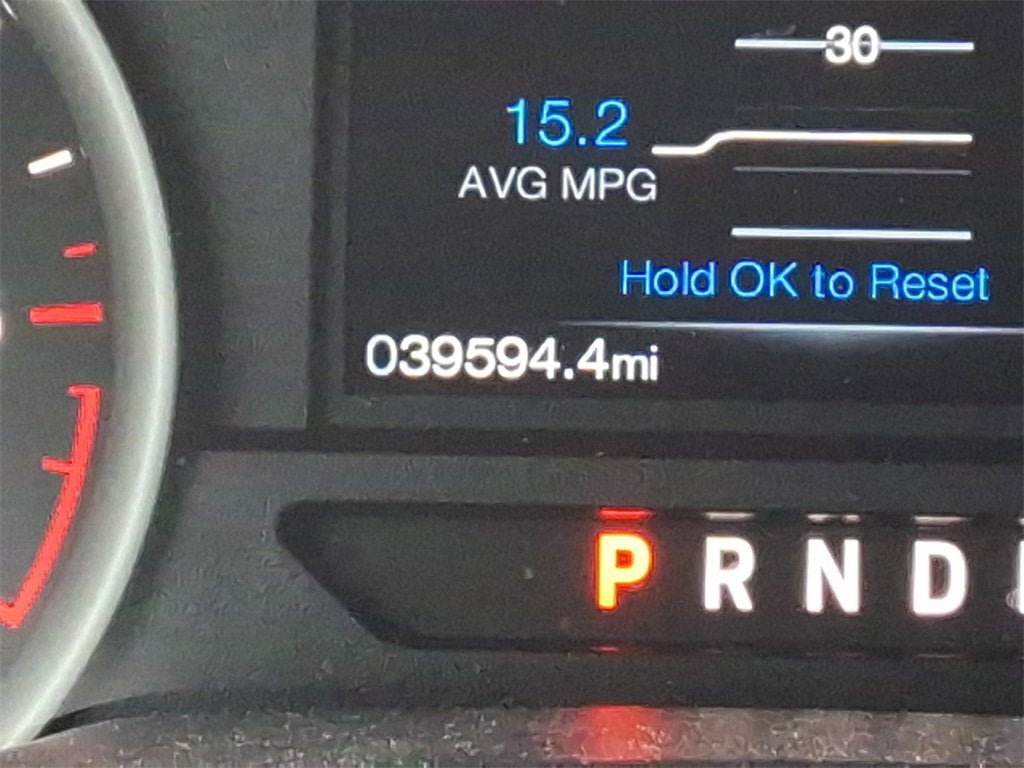 30
15.2
AVG MPG
Hold OK to Reset
039594.4mi
P R N D